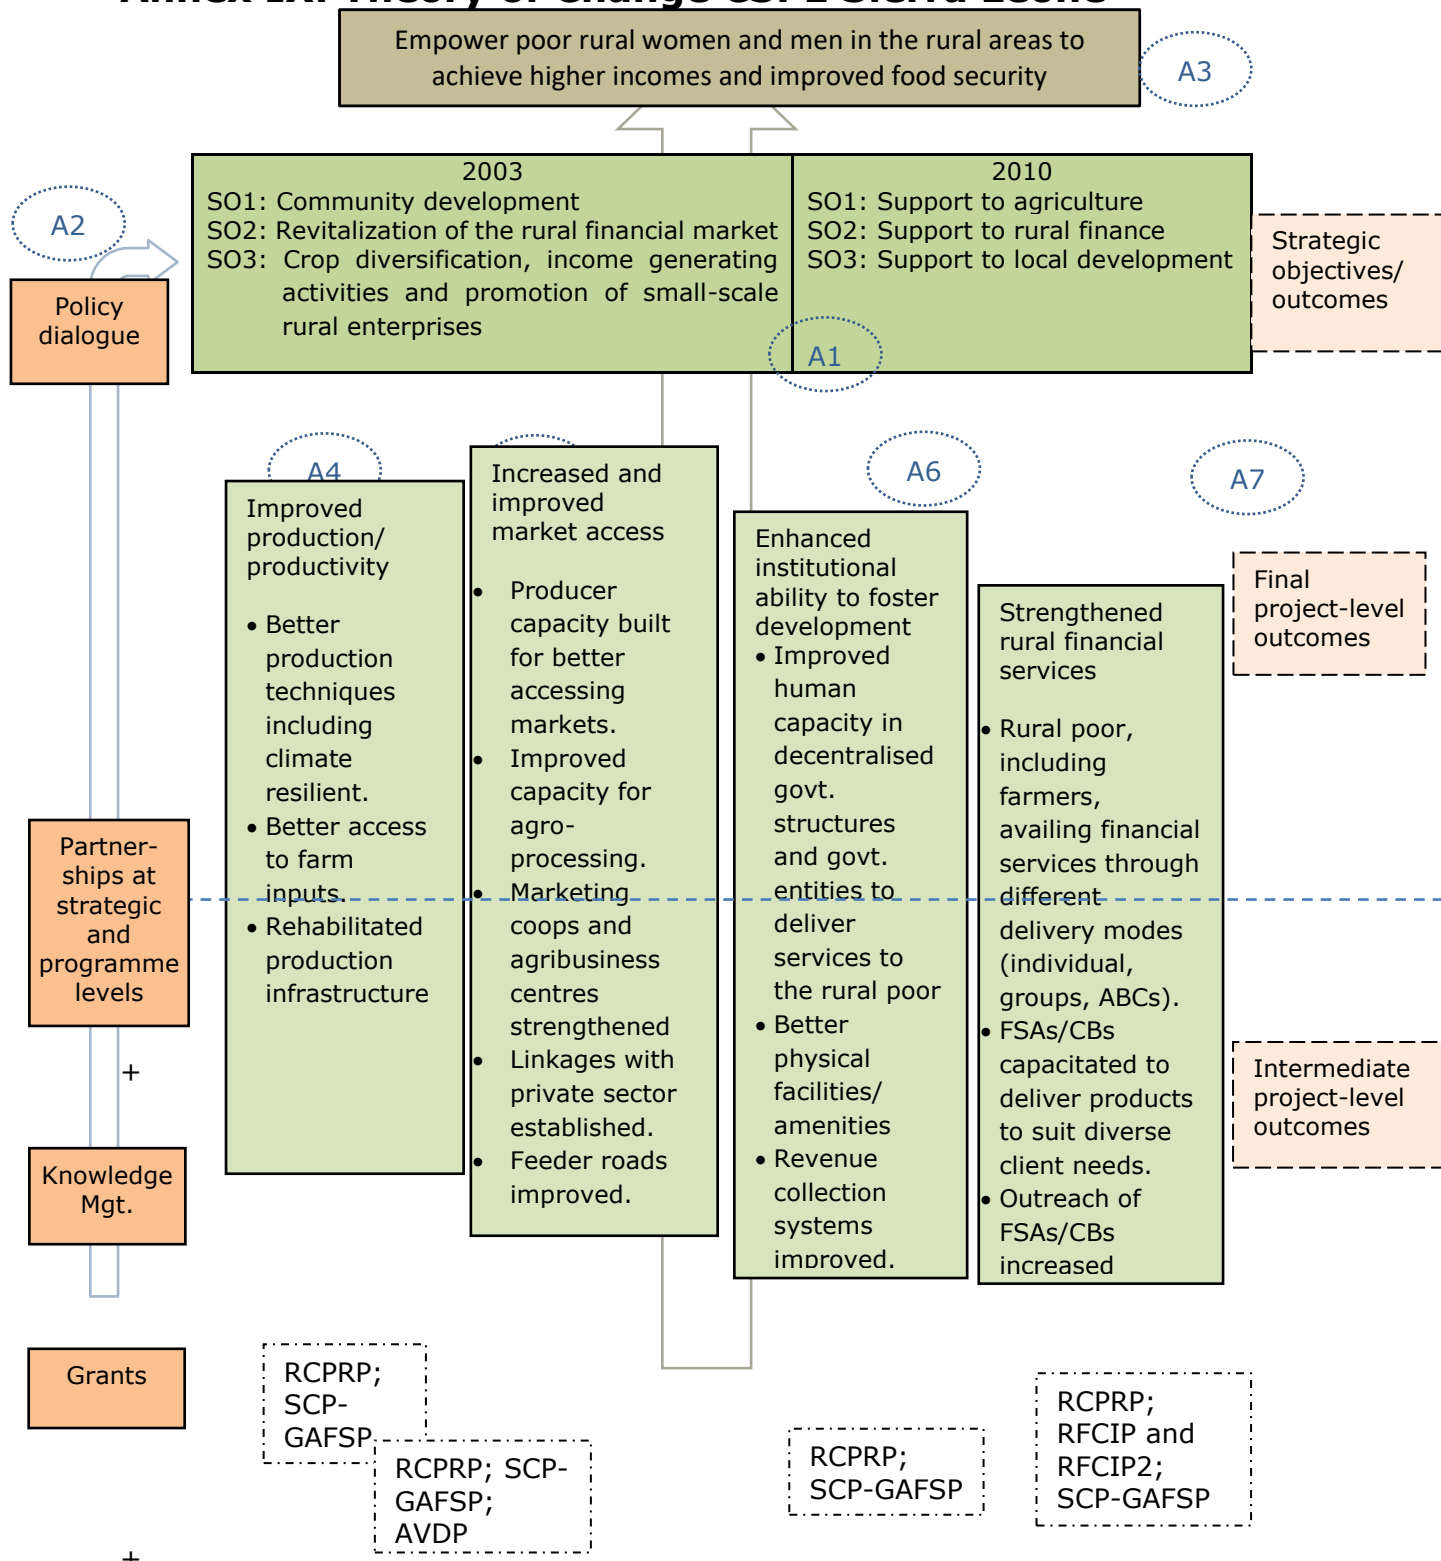 Annex IX. Theory of Change CSPE Sierra Leone
Empower poor rural women and men in the rural areas to
achieve higher incomes and improved food security
A3
A2
2003
SO1: Community development
SO2: Revitalization of the rural financial market
SO3: Crop diversification, income generating
activities and promotion of small-scale
rural enterprises
2010
SO1: Support to agriculture
SO2: Support to rural finance
SO3: Support to local development
A1
Strategic
objectives/
outcomes
Policy
dialogue
A4
A6
A7
Improved
production/
productivity
• Better
production
techniques
including
climate
resilient.
• Better access
to farm
inputs.
• Rehabilitated
production
infrastructure
Increased and
improved
market access
• Producer
capacity built
for better
accessing
markets.
• Improved
capacity for
agro-
processing.
• Marketing
coops and
agribusiness
centres
strengthened
• Linkages with
private sector
established.
• Feeder roads
improved.
Enhanced
institutional
ability to foster
development
• Improved
human
capacity in
decentralised
govt.
structures
and govt.
entities to
deliver
services to
the rural poor
• Better
physical
facilities/
amenities
• Revenue
collection
systems
improved.
Strengthened
rural financial
services
• Rural poor,
including
farmers,
availing financial
services through
different
delivery modes
(individual,
groups, ABCs).
• FSAs/CBs
capacitated to
deliver products
to suit diverse
client needs.
• Outreach of
FSAs/CBs
increased
Final
project-level
outcomes
Intermediate
project-level
outcomes
Partner-
ships at
strategic
and
programme
levels
+
Knowledge
Mgt.
Grants
+
RCPRP;
SCP-
GAFSP
RCPRP; SCP-
GAFSP;
AVDP
RCPRP;
SCP-GAFSP
RCPRP;
RFCIP and
RFCIP2;
SCP-GAFSP